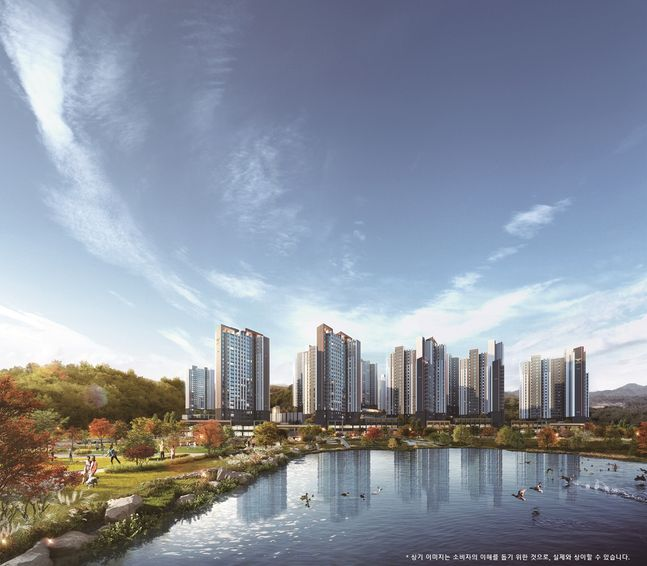 * 상기 이미지는 소비자의 이해를 돕기 위한 것으로, 실제와 상이할 수 있습니다.